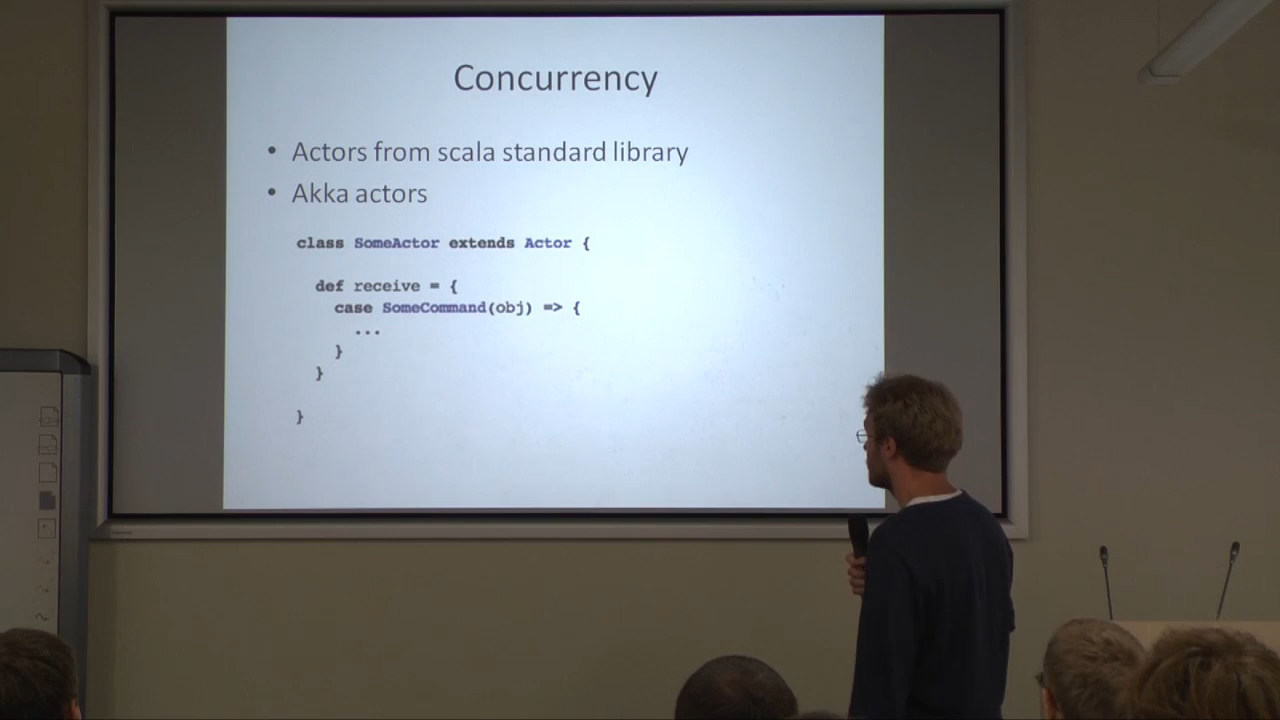 Concurrency
• Actors from scala standard library
• Akka actors
class SomeActor extends Actor {
def receive = {
case SomeCommand(obj) => {
...
}
}
}